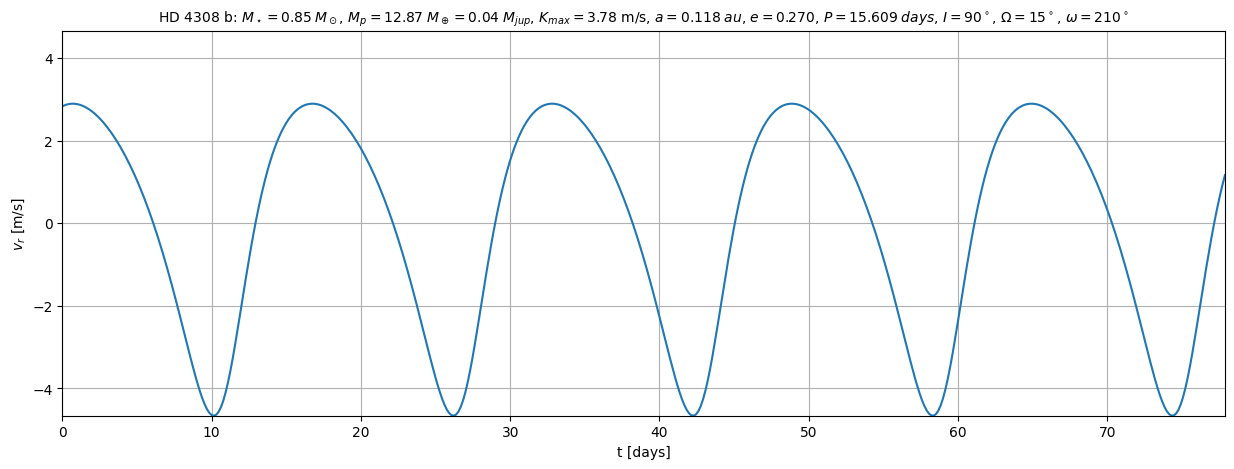 HD 4308 b: M⋆ = 0.85 M⊙, Mp = 12.87 M⊕ = 0.04 Mjup, Kmax = 3.78 m/s, a = 0.118 au, e = 0.270, P = 15.609 days, I = 90°, Ω = 15°, ω = 210°
4
2
0
−2
−4
vr [m/s]
0 10 20 30 40 50 60 70
t [days]